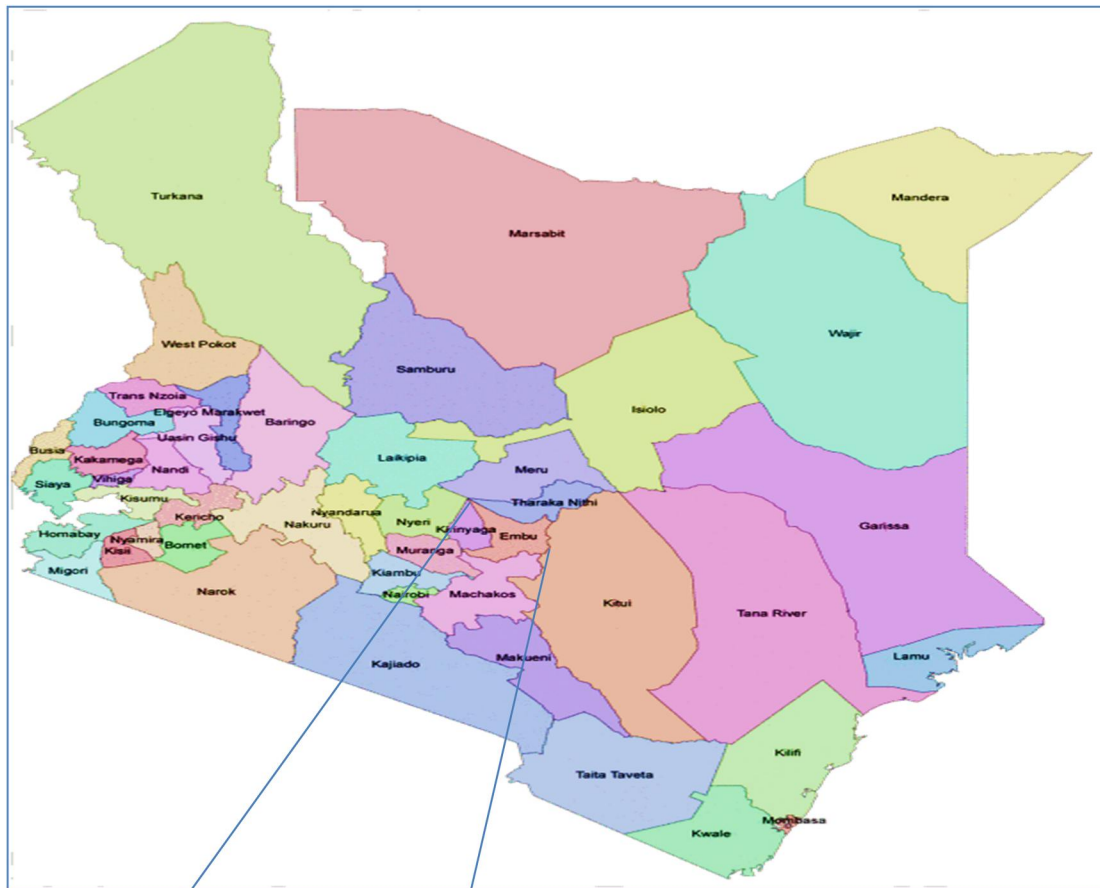 Turkana
Mandera
Marsabit
Wajir
West Pokot
Samburu
Trans Nzoia
Elgeyo Marakwet
Isiolo
Bungoma
Baringo
Uasin Gishu
Busia
Kakamega
Laikipia
Nandi
Meru
Vihiga
Siaya
Kisumu
Tharaka Nithi
Nyandarua
Kericho
Nakuru
Nyeri
Garissa
Kirinyaga
Homabay
Nyamira
Bomet
Embu
Kisii
Muranga
Migori
Kiambu
Narok
Nairobi
Machakos
Kitui
Tana River
Makueni
Lamu
Kajiado
Kilifi
Taita Taveta
Mombasa
Kwale